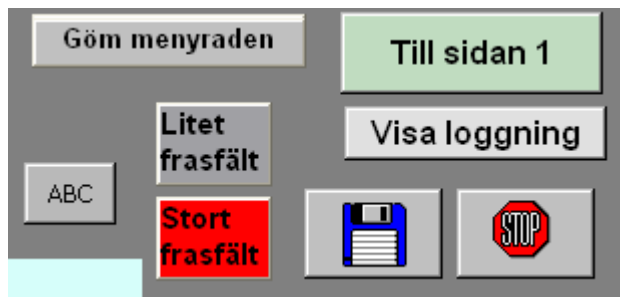 Göm menyraden
Till sidan 1
Litet
frasfält
Visa loggning
ABC
Stort
frasfält
STOP